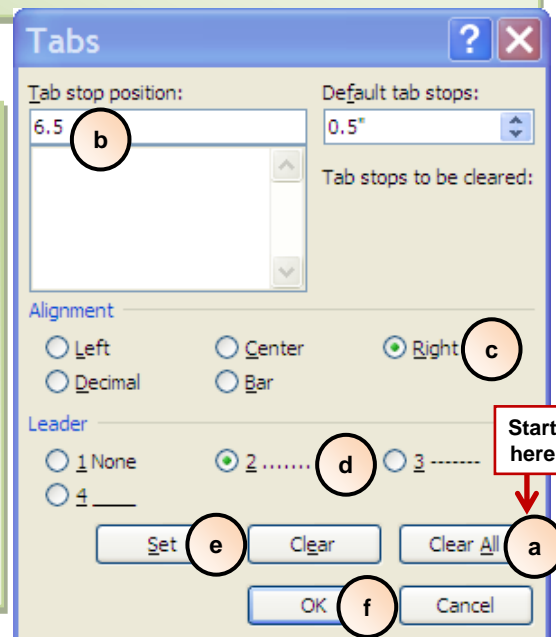 Tabs
Tab stop position: Default tab stops:
6.5 b 0.5"
Tab stops to be cleared:
Alignment
Left Center Right c
Decimal Bar
Leader
Start
here
1 None 2 ....... d 3 -------
4 ____
Set e Clear Clear All a
OK f Cancel